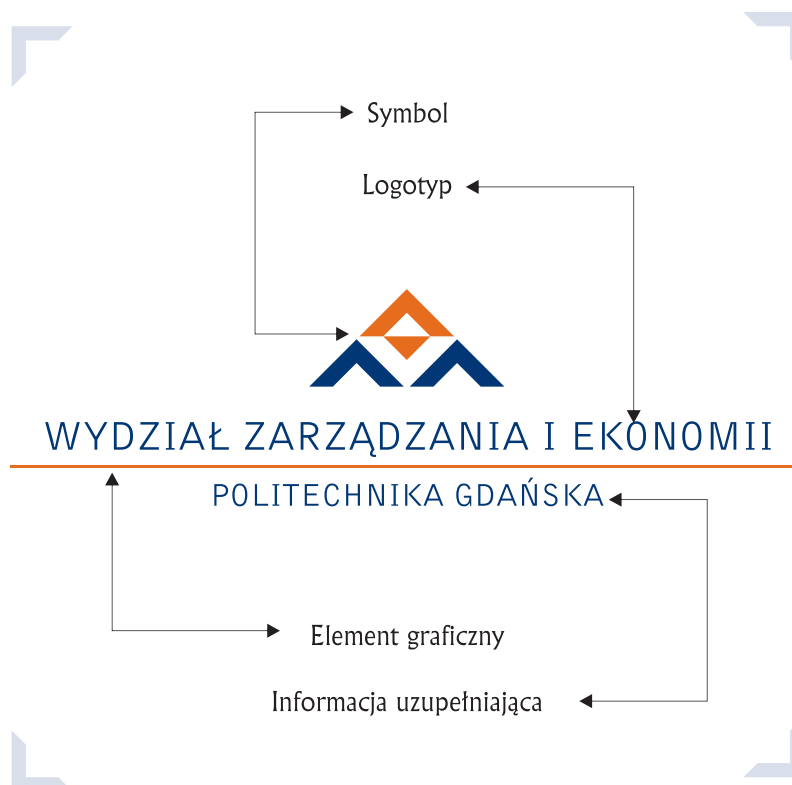 Symbol
Logotyp
WYDZIAŁ ZARZĄDZANIA I EKONOMII
POLITECHNIKA GDAŃSKA
Element graficzny
Informacja uzupełniająca